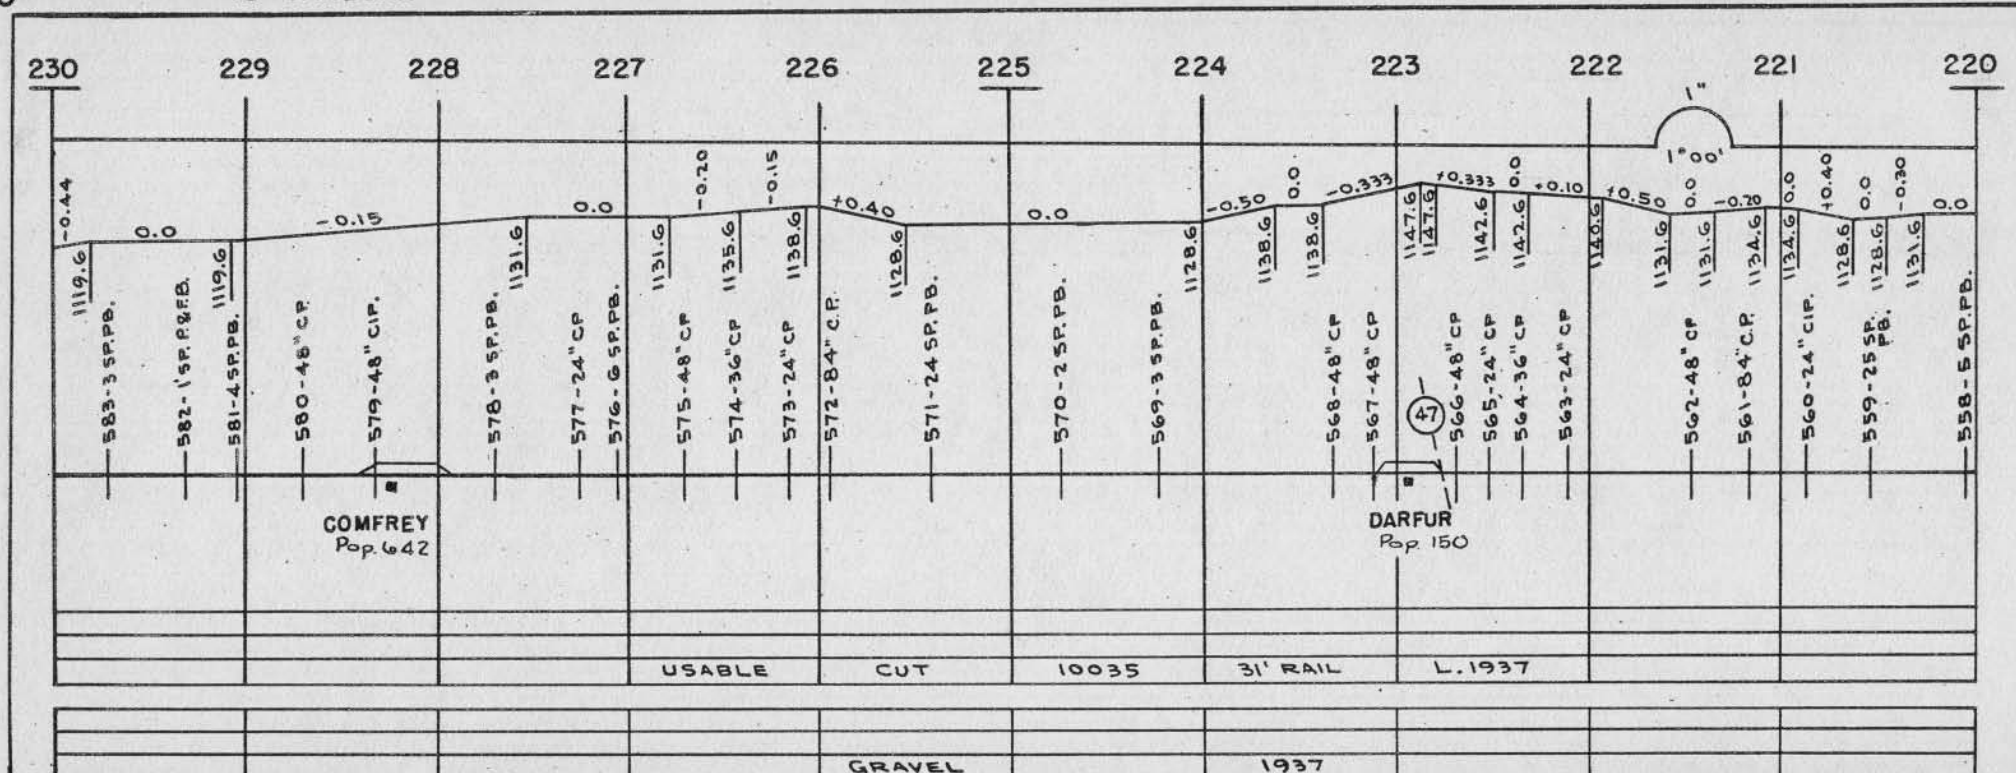 230 229 228 227 226 225 224 223 222 221 220
1"
1°00'
-0.44 0.0 -0.15 0.0 -0.20 -0.15 +0.40 0.0 -0.50 0.0 -0.333 +0.333 0.0 +0.10 +0.50 0.0 -0.20 0.0 +0.40 0.0 -0.30 0.0
1119.6 1119.6 1131.6 1131.6 1135.6 1138.6 1128.6 1128.6 1138.6 1138.6 1147.6 1147.6 1142.6 1142.6 1140.6 1131.6 1131.6 1134.6 1134.6 1128.6 1128.6 1131.6
583-3 SP. PB.
582-1 SP. P.&F.B.
581-4 SP. PB.
580-48" CP
579-48" CIP.
578-3 SP. PB.
577-24" CP
576-6 SP. PB.
575-48" CP
574-36" CP
573-24" CP
572-84" C.P.
571-24 SP. PB.
570-2 SP. PB.
569-3 SP. PB.
568-48" CP
567-48" CP
47
566-48" CP
565-24" CP
564-36" CP
563-24" CP
562-48" CP
561-84" C.P.
560-24" CIP.
559-25 SP.
PB.
558-5 SP. PB.
COMFREY
Pop. 642
DARFUR
Pop. 150
USABLE CUT 10035 31' RAIL L.1937
GRAVEL 1937